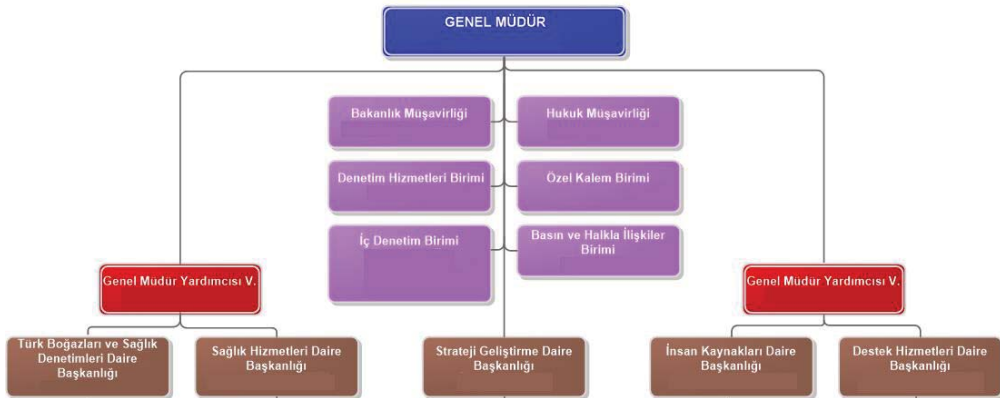 GENEL MÜDÜR
Bakanlık Müşavirliği
Hukuk Müşavirliği
Denetim Hizmetleri Birimi
Özel Kalem Birimi
İç Denetim Birimi
Basın ve Halkla İlişkiler
Birimi
Genel Müdür Yardımcısı V.
Genel Müdür Yardımcısı V.
Türk Boğazları ve Sağlık
Denetimleri Daire
Başkanlığı
Sağlık Hizmetleri Daire
Başkanlığı
Strateji Geliştirme Daire
Başkanlığı
İnsan Kaynakları Daire
Başkanlığı
Destek Hizmetleri Daire
Başkanlığı